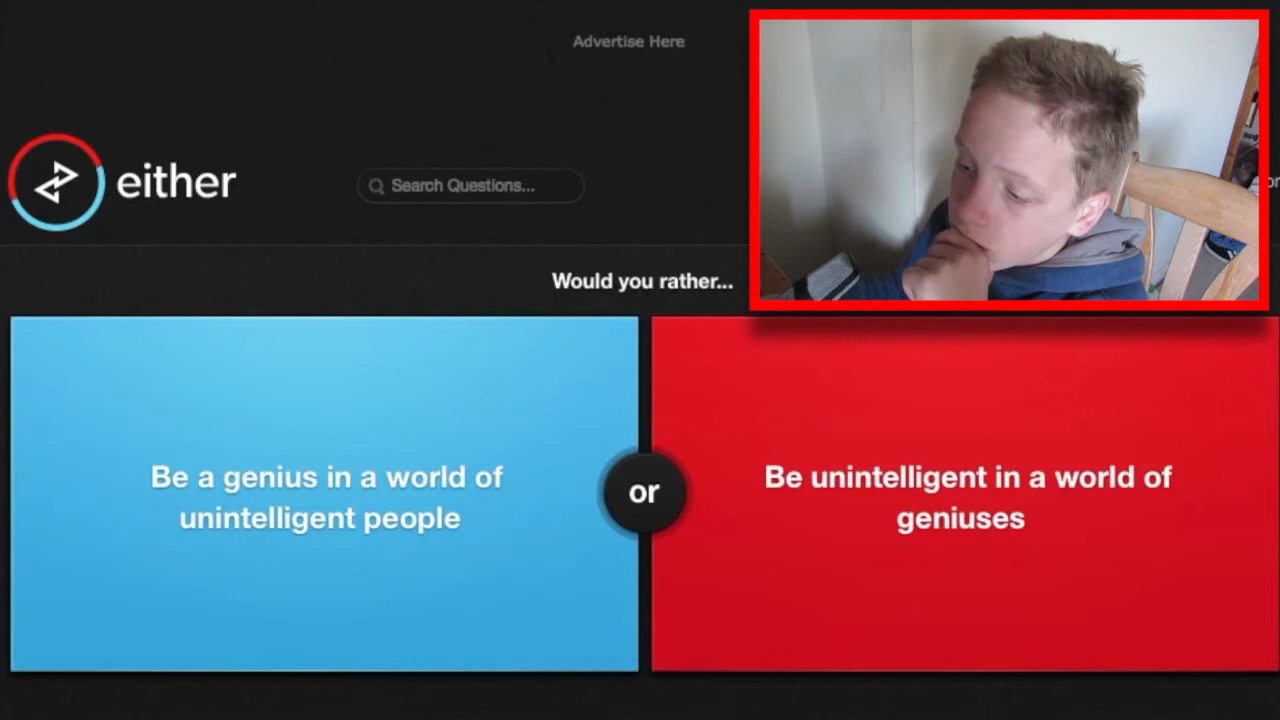 Advertise Here
either
Search Questions...
Would you rather...
Be a genius in a world of
unintelligent people
or
Be unintelligent in a world of
geniuses